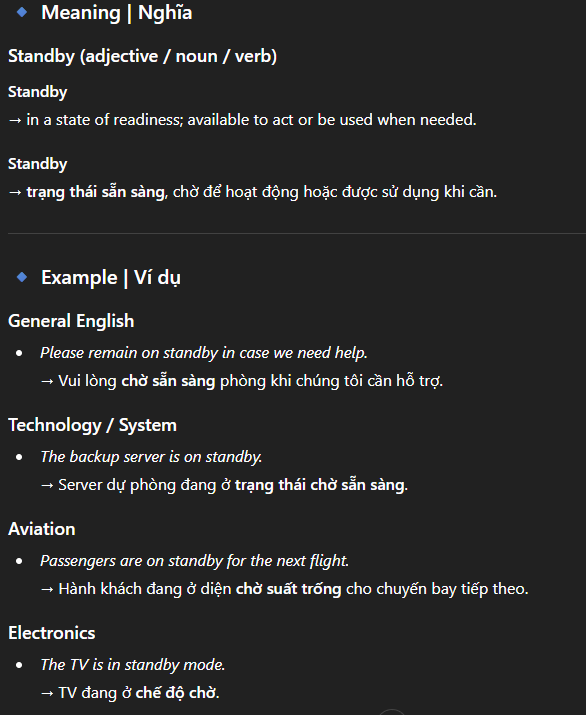 Meaning | Nghĩa
Standby (adjective / noun / verb)
Standby
→ in a state of readiness; available to act or be used when needed.
Standby
→ trạng thái sẵn sàng, chờ để hoạt động hoặc được sử dụng khi cần.
Example | Ví dụ
General English
Please remain on standby in case we need help.
→ Vui lòng chờ sẵn sàng phòng khi chúng tôi cần hỗ trợ.
Technology / System
The backup server is on standby.
→ Server dự phòng đang ở trạng thái chờ sẵn sàng.
Aviation
Passengers are on standby for the next flight.
→ Hành khách đang ở diện chờ suất trống cho chuyến bay tiếp theo.
Electronics
The TV is in standby mode.
→ TV đang ở chế độ chờ.